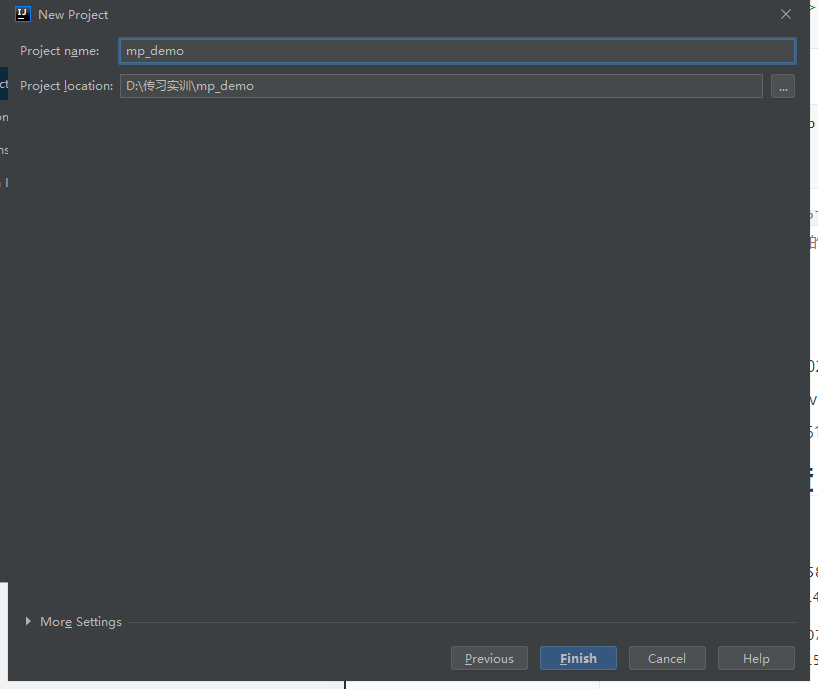 New Project
Project name: mp_demo
Project location: D:\传习实训\mp_demo ...
More Settings
Previous Finish Cancel Help